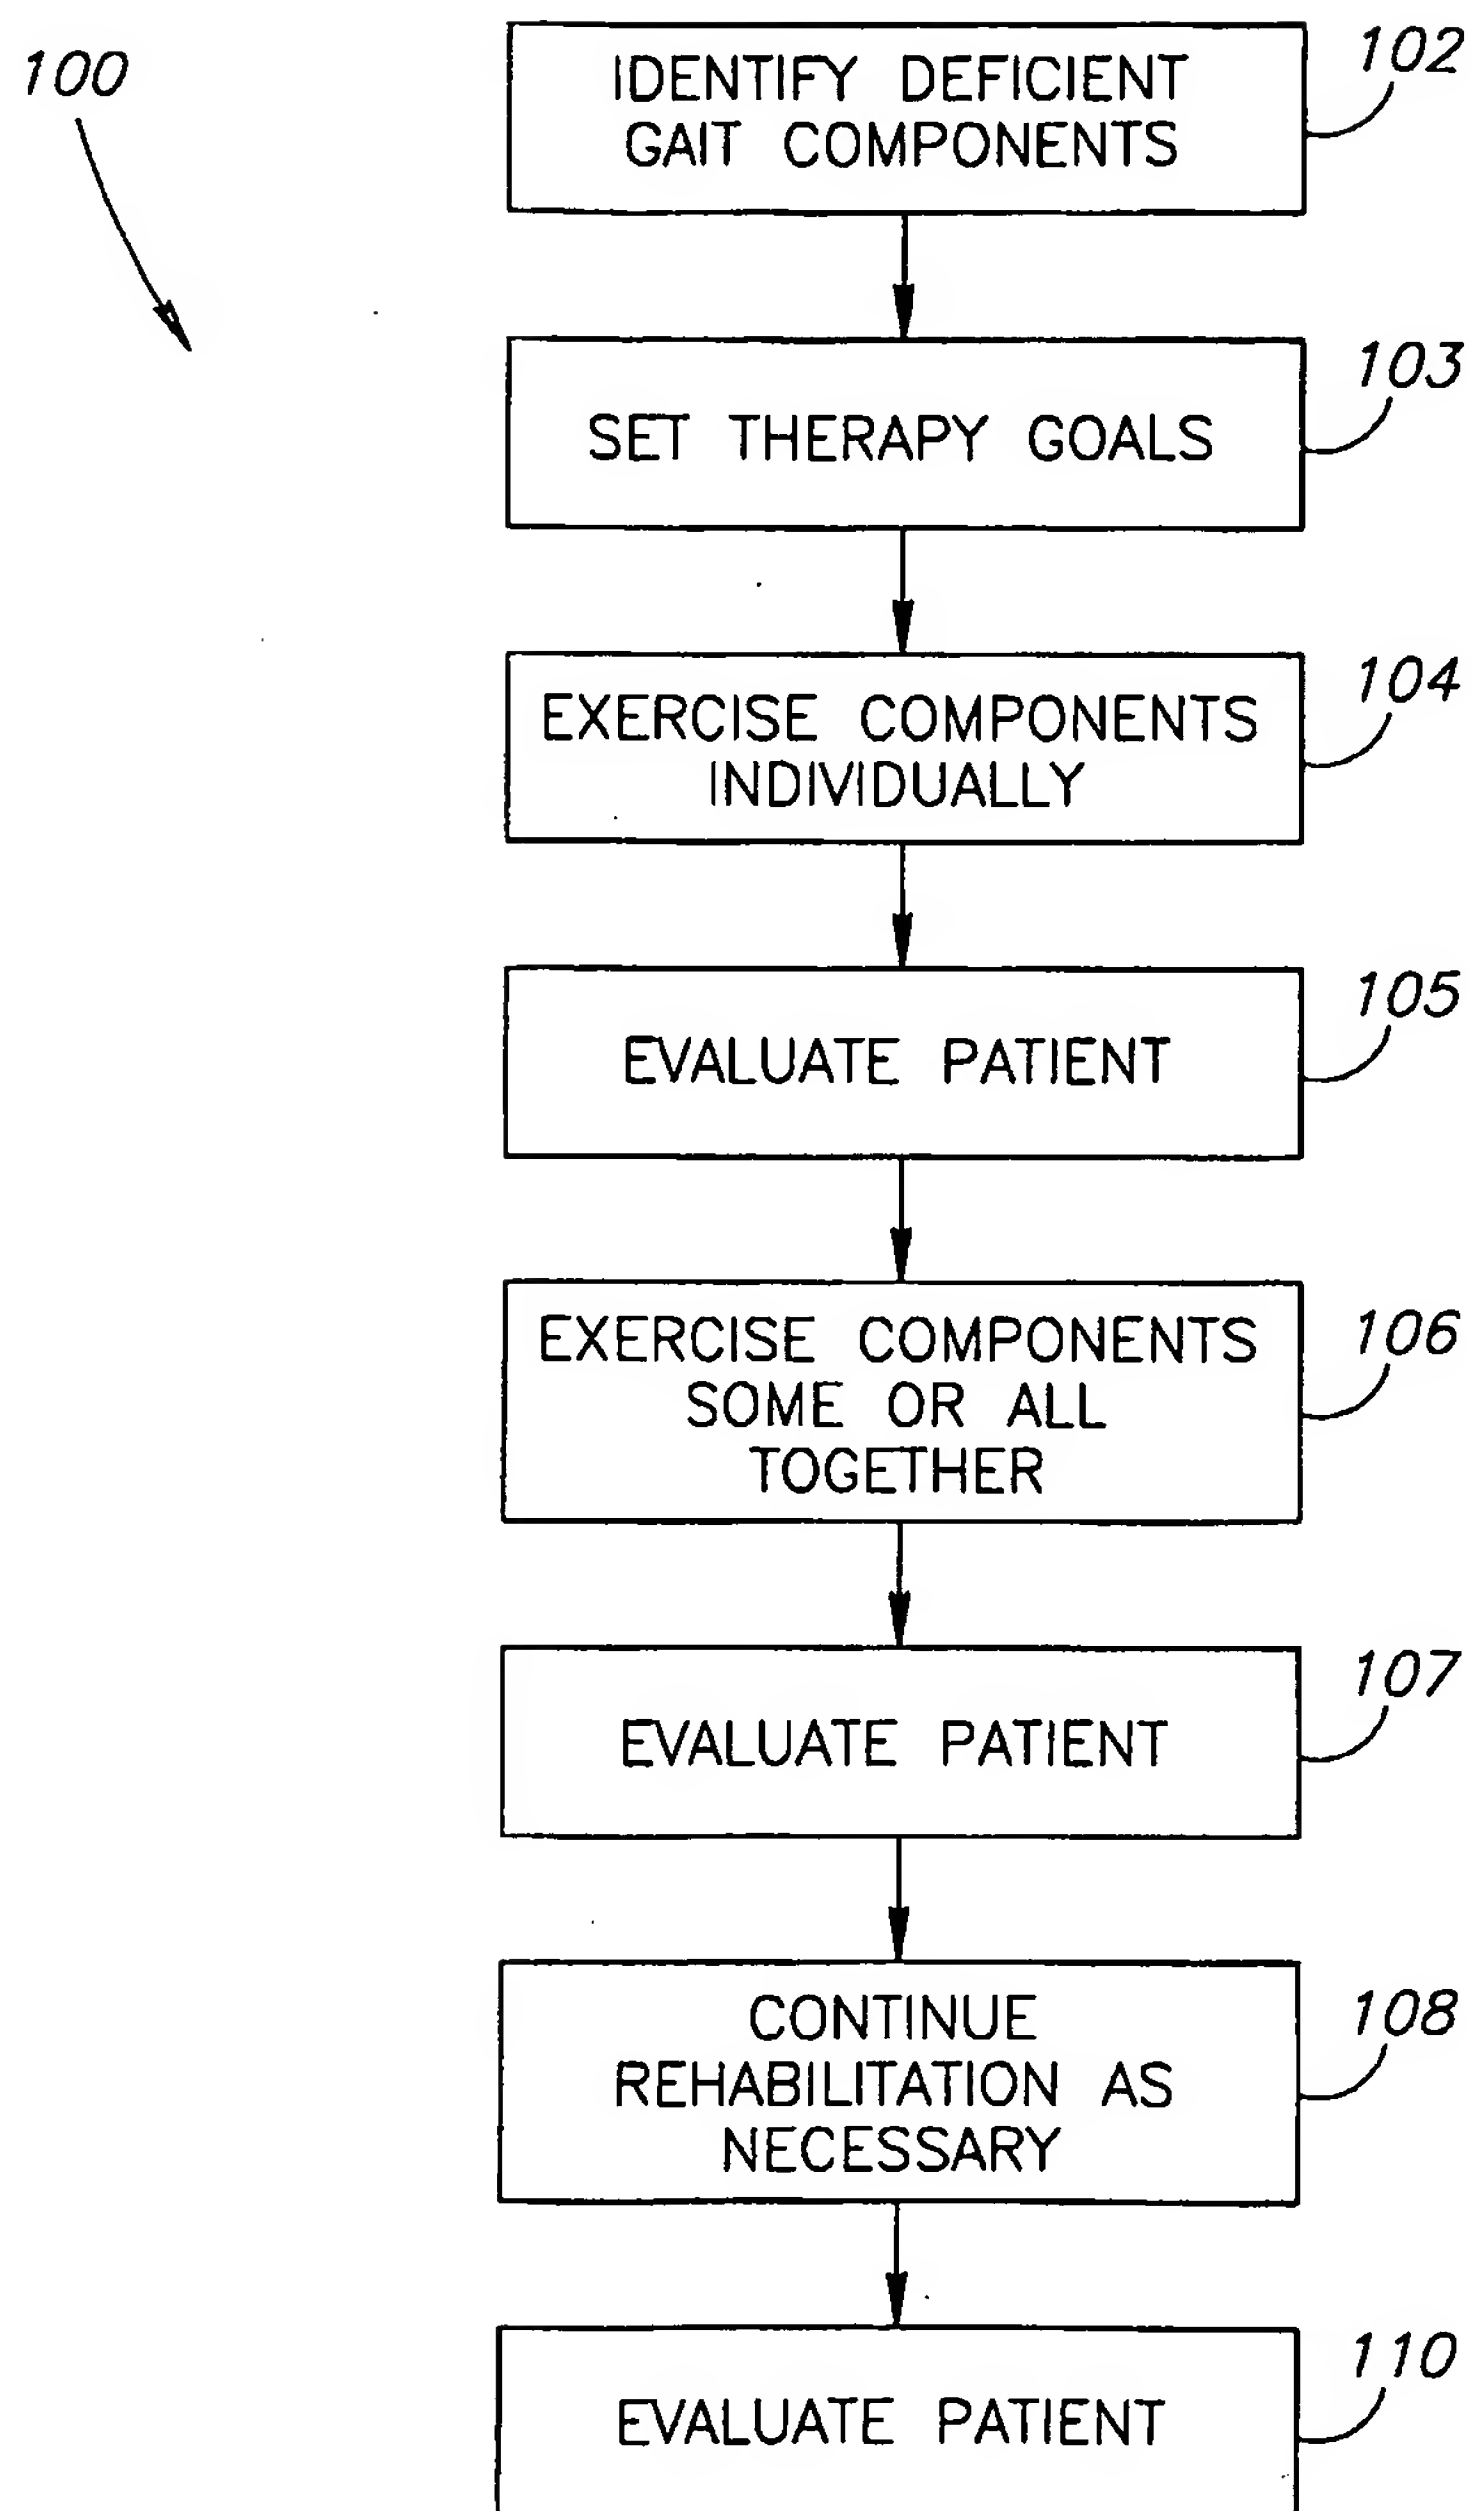 100
IDENTIFY DEFICIENT
GAIT COMPONENTS
102
SET THERAPY GOALS
103
EXERCISE COMPONENTS
INDIVIDUALLY
104
EVALUATE PATIENT
105
EXERCISE COMPONENTS
SOME OR ALL
TOGETHER
106
EVALUATE PATIENT
107
CONTINUE
REHABILITATION AS
NECESSARY
108
EVALUATE PATIENT
110